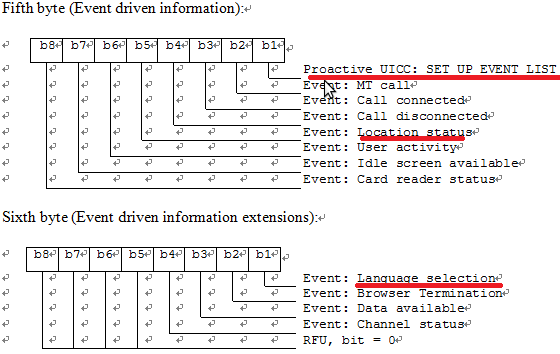 Fifth byte (Event driven information):
b8 b7 b6 b5 b4 b3 b2 b1
Proactive UICC: SET UP EVENT LIST
Event: MT call
Event: Call connected
Event: Call disconnected
Event: Location status
Event: User activity
Event: Idle screen available
Event: Card reader status
Sixth byte (Event driven information extensions):
b8 b7 b6 b5 b4 b3 b2 b1
Event: Language selection
Event: Browser Termination
Event: Data available
Event: Channel status
RFU, bit = 0